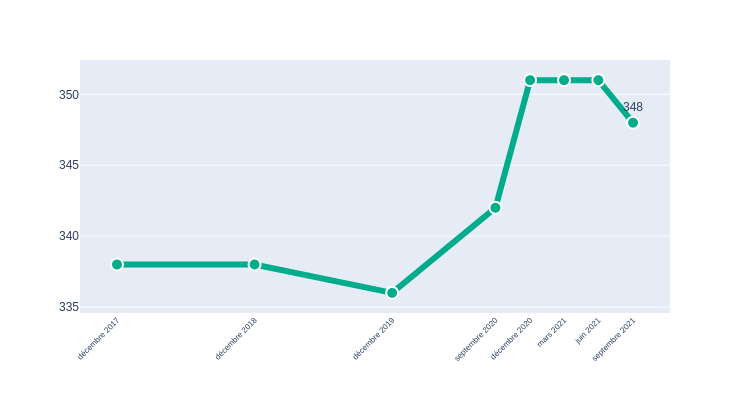 350
345
340
335
348
décembre 2017
décembre 2018
décembre 2019
septembre 2020
décembre 2020
mars 2021
juin 2021
septembre 2021